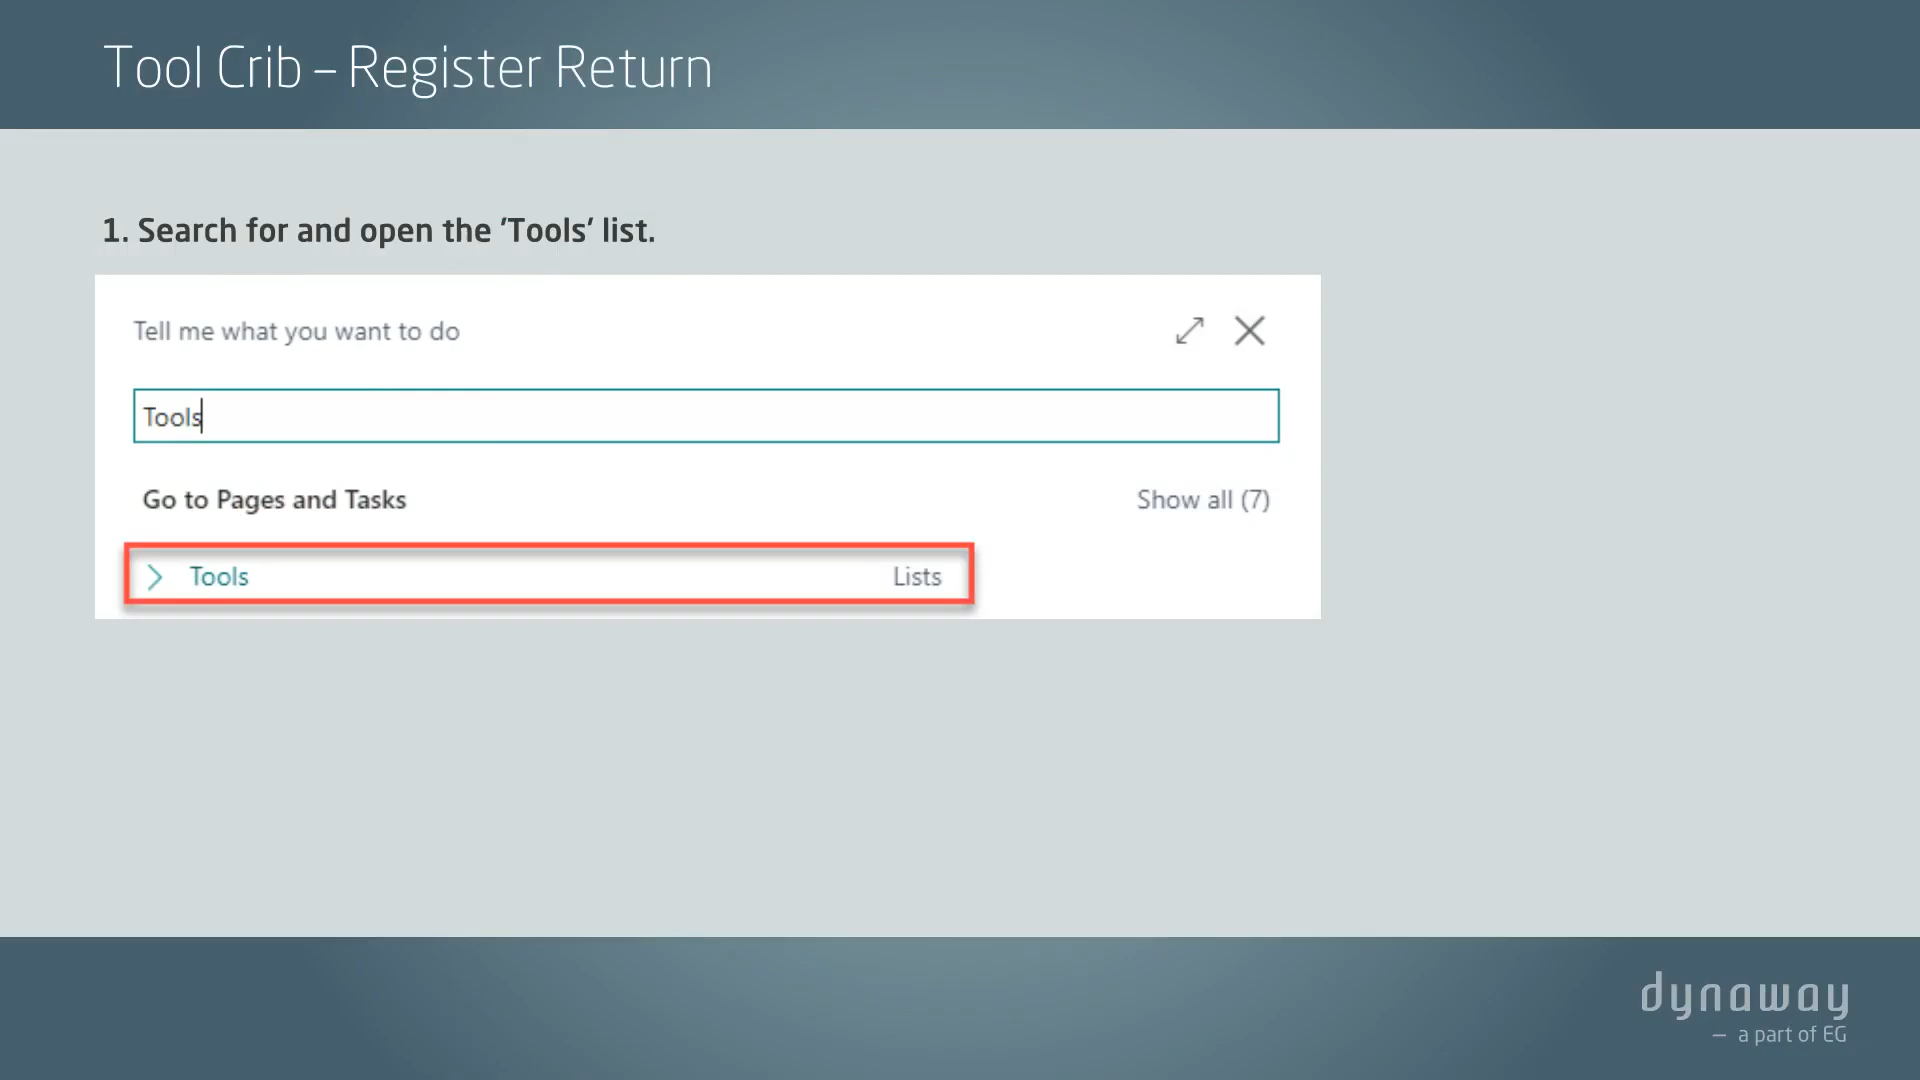 Tool Crib – Register Return
1. Search for and open the 'Tools' list.
Tell me what you want to do
Tools
Go to Pages and Tasks Show all (7)
Tools Lists
dynaway
— a part of EG